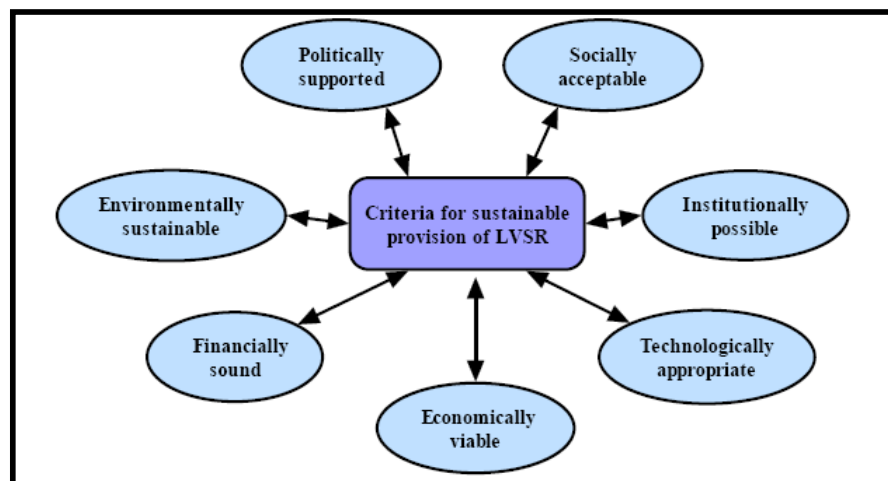 Politically
supported
Socially
acceptable
Environmentally
sustainable
Criteria for sustainable
provision of LVSR
Institutionally
possible
Financially
sound
Technologically
appropriate
Economically
viable